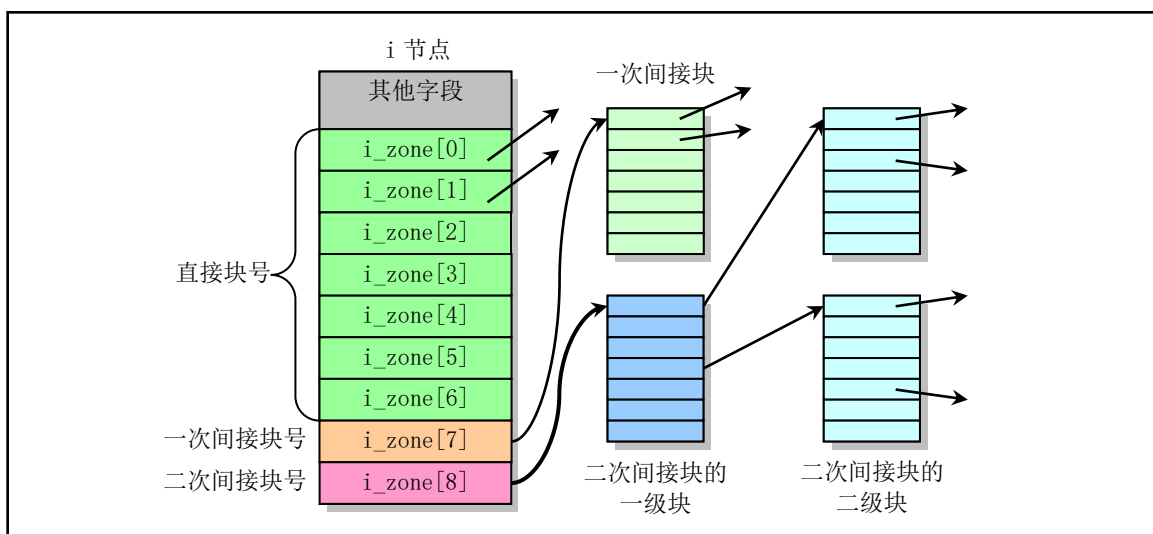 i 节点
其他字段
一次间接块
i_zone[0]
i_zone[1]
i_zone[2]
直接块号
i_zone[3]
i_zone[4]
i_zone[5]
i_zone[6]
一次间接块号
i_zone[7]
二次间接块号
i_zone[8]
二次间接块的
一级块
二次间接块的
二级块